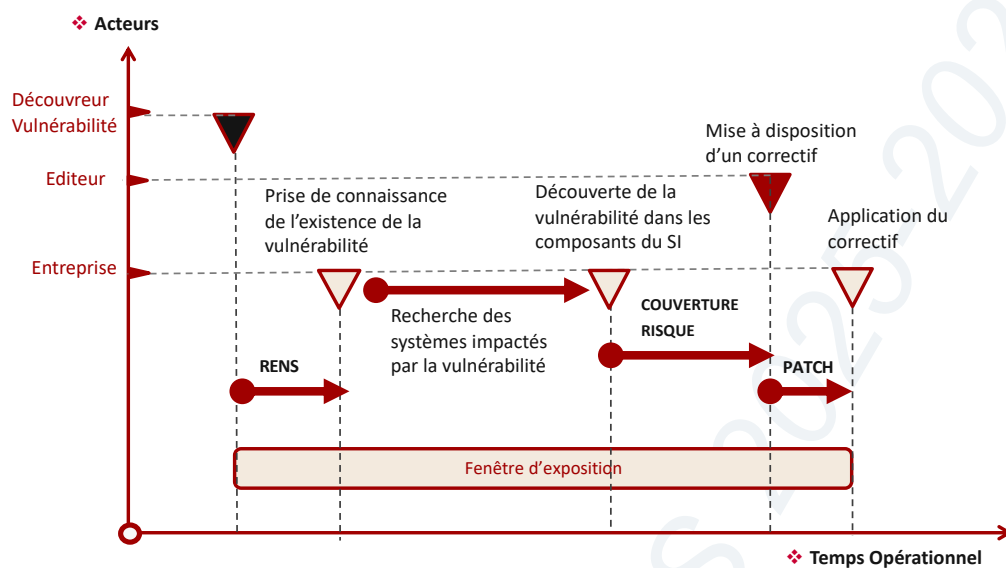 ❖ Acteurs
Découvreur
Vulnérabilité
Editeur
Entreprise
Prise de connaissance
de l’existence de la
vulnérabilité
Découverte de la
vulnérabilité dans les
composants du SI
Mise à disposition
d’un correctif
Application du
correctif
Recherche des
systèmes impactés
par la vulnérabilité
COUVERTURE
RISQUE
RENS
PATCH
Fenêtre d’exposition
❖ Temps Opérationnel